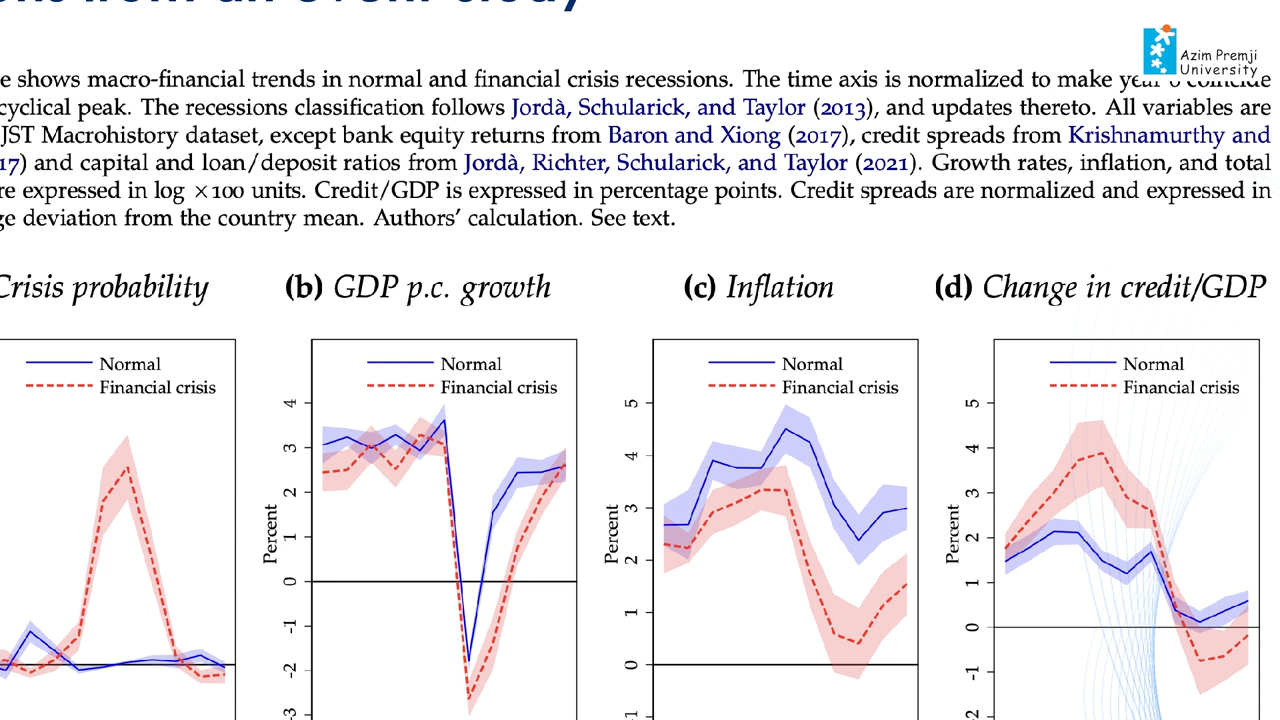 Azim Premji
University
e shows macro-financial trends in normal and financial crisis recessions. The time axis is normalized to make
cyclical peak. The recessions classification follows Jordà, Schularick, and Taylor (2013), and updates thereto. All variables are
JST Macrohistory dataset, except bank equity returns from Baron and Xiong (2017), credit spreads from Krishnamurthy and
17) and capital and loan/deposit ratios from Jordà, Richter, Schularick, and Taylor (2021). Growth rates, inflation, and total
re expressed in log ×100 units. Credit/GDP is expressed in percentage points. Credit spreads are normalized and expressed in
ge deviation from the country mean. Authors' calculation. See text.
Crisis probability
Normal
Financial crisis
(b) GDP p.c. growth
Normal
Financial crisis
Percent
4
3
2
1
0
-1
-2
-3
(c) Inflation
Normal
Financial crisis
Percent
5
4
3
2
1
0
(d) Change in credit/GDP
Normal
Financial crisis
Percent
5
4
3
2
1
0
-1